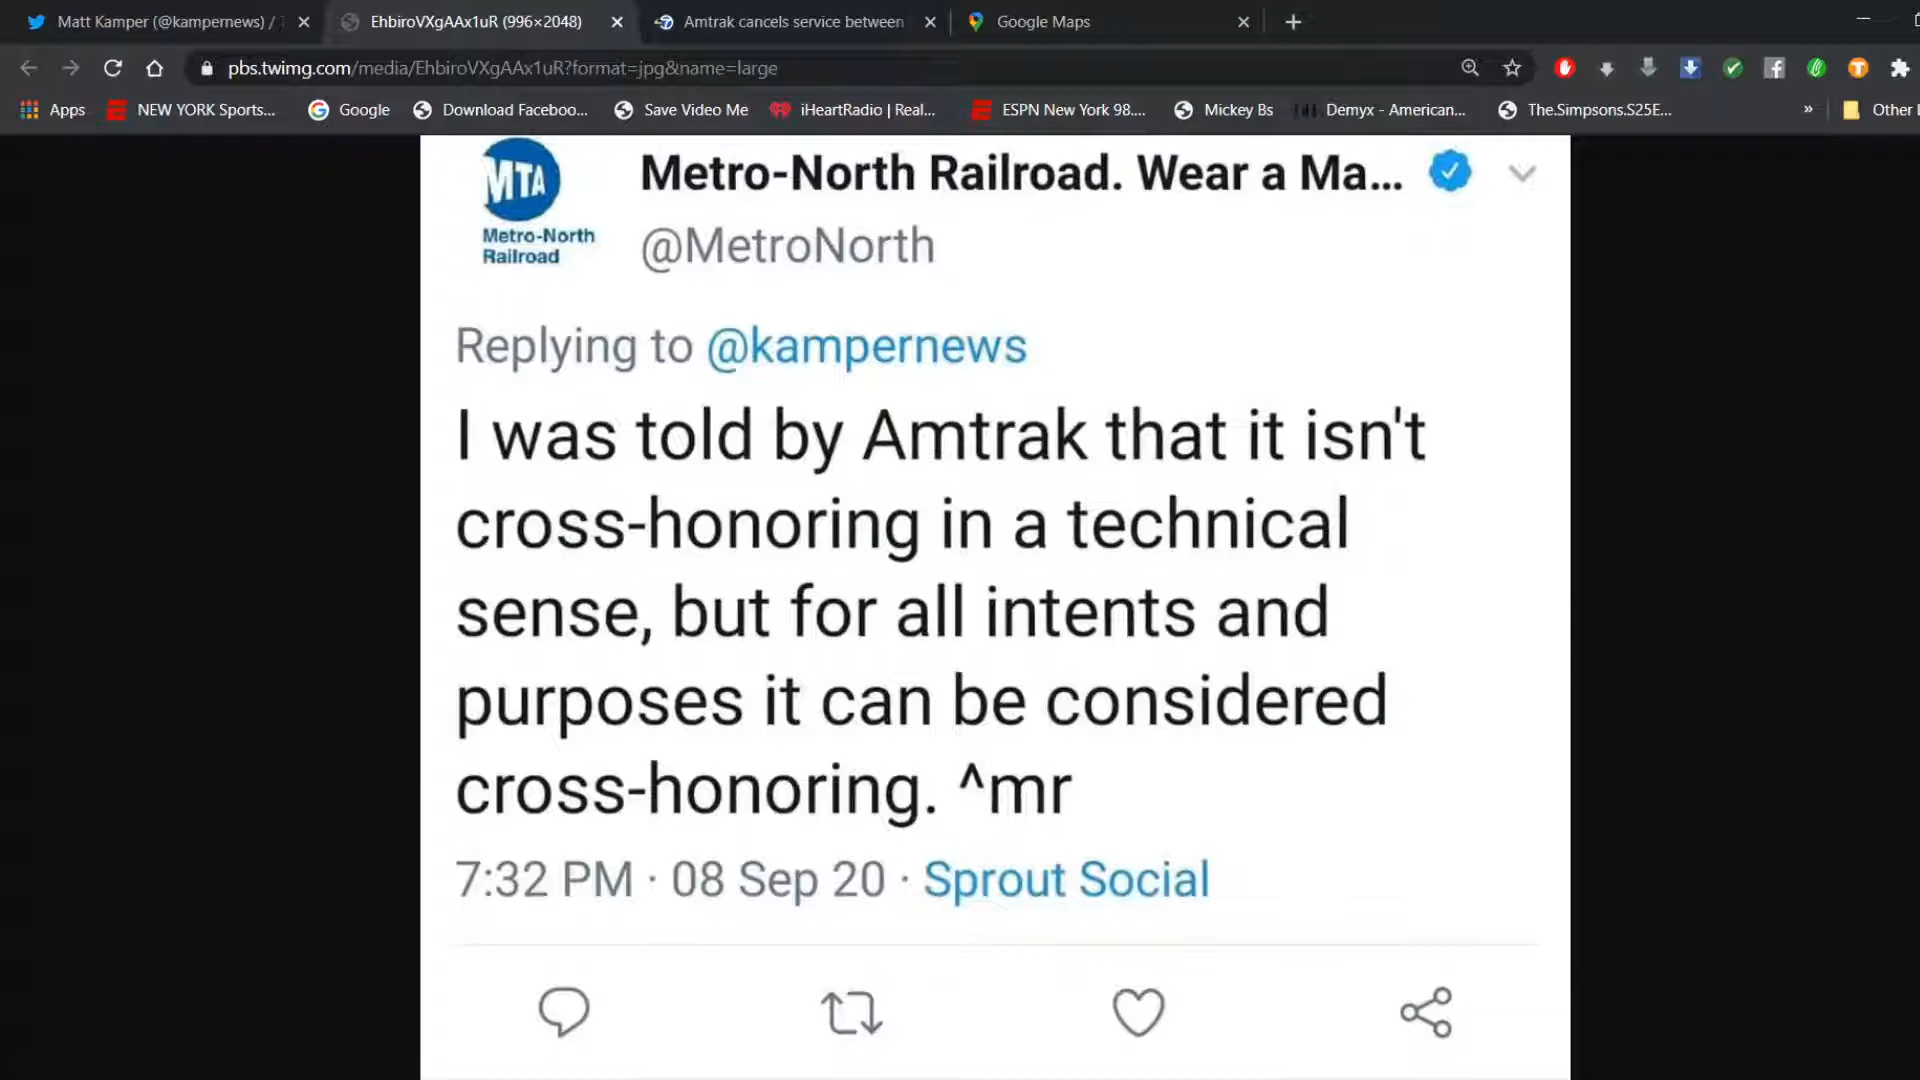 Matt Kamper (@kampernews) /
EhbiroVXgAAx1uR (996×2048)
Amtrak cancels service between
Google Maps
pbs.twimg.com/media/EhbiroVXgAAx1uR?format=jpg&name=large
Apps
NEW YORK Sports...
Google
Download Faceboo...
Save Video Me
iHeartRadio | Real...
ESPN New York 98....
Mickey Bs
Demyx - American...
The.Simpsons.S25E...
»
Other
MTA
Metro-North
Railroad
Metro-North Railroad. Wear a Ma...
@MetroNorth
Replying to @kampernews
I was told by Amtrak that it isn't
cross-honoring in a technical
sense, but for all intents and
purposes it can be considered
cross-honoring. ^mr
7:32 PM · 08 Sep 20 · Sprout Social